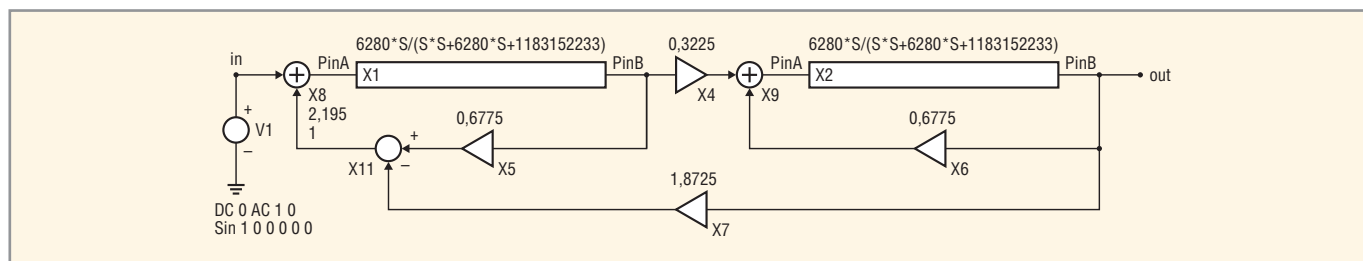 6280*S/(S*S+6280*S+1183152233)
0,3225
6280*S/(S*S+6280*S+1183152233)
in
PinA
X1
PinB
X4
PinA
X2
PinB
out
X8
2,195
1
X9
+
V1
–
0,6775
0,6775
+
–
X11
X5
X6
1,8725
X7
DC 0 AC 1 0
Sin 1 0 0 0 0 0